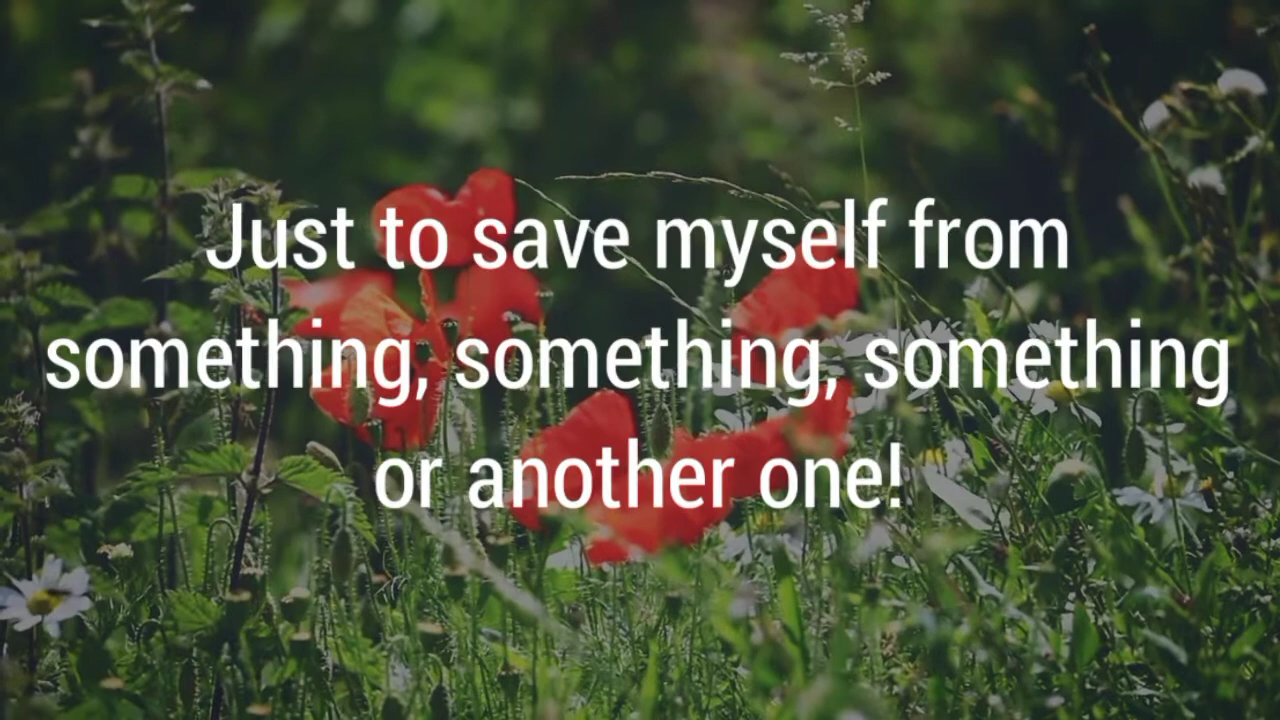 Just to save myself from
something, something, something
or another one!